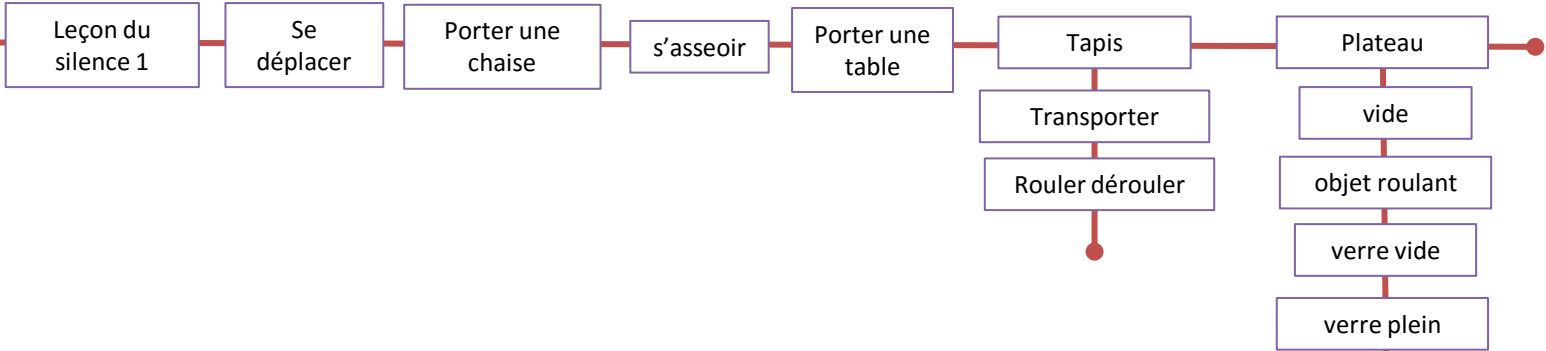 Leçon du
silence 1
Se
déplacer
Porter une
chaise
s’asseoir
Porter une
table
Tapis
Transporter
Rouler dérouler
Plateau
vide
objet roulant
verre vide
verre plein